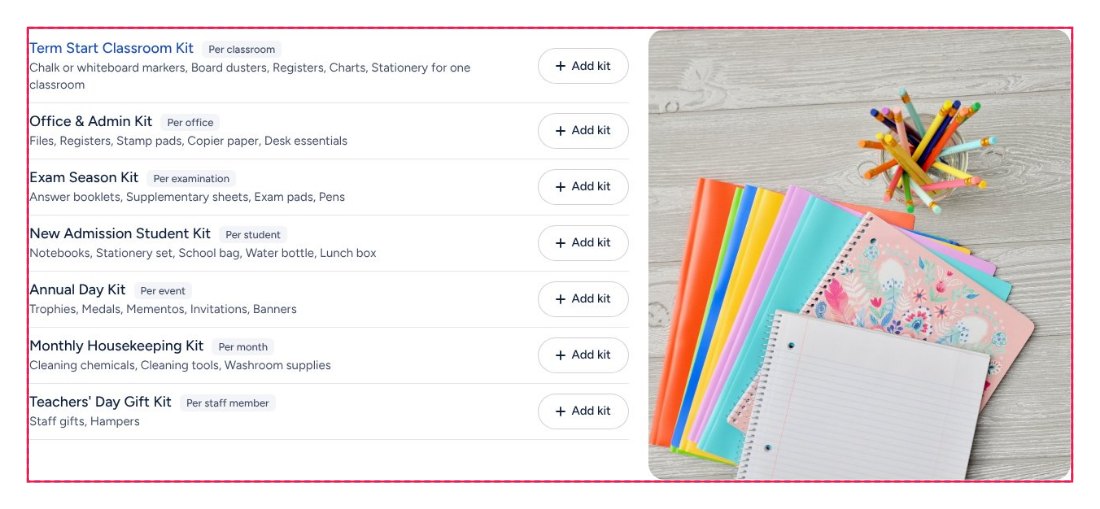 Term Start Classroom Kit Per classroom
Chalk or whiteboard markers, Board dusters, Registers, Charts, Stationery for one
classroom
+ Add kit
Office & Admin Kit Per office
Files, Registers, Stamp pads, Copier paper, Desk essentials
+ Add kit
Exam Season Kit Per examination
Answer booklets, Supplementary sheets, Exam pads, Pens
+ Add kit
New Admission Student Kit Per student
Notebooks, Stationery set, School bag, Water bottle, Lunch box
+ Add kit
Annual Day Kit Per event
Trophies, Medals, Mementos, Invitations, Banners
+ Add kit
Monthly Housekeeping Kit Per month
Cleaning chemicals, Cleaning tools, Washroom supplies
+ Add kit
Teachers' Day Gift Kit Per staff member
Staff gifts, Hampers
+ Add kit